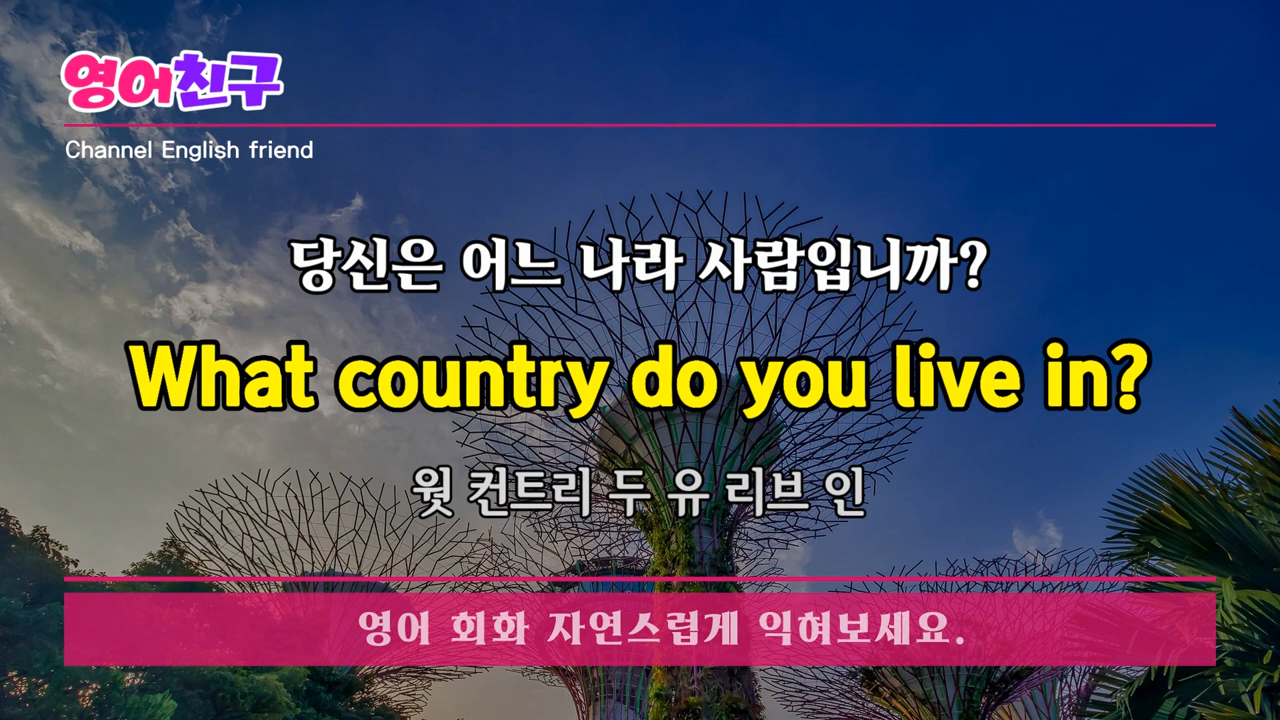 영어친구
Channel English friend
당신은 어느 나라 사람입니까?
What country do you live in?
웟 컨트리 두 유 리브 인
영어 회화 자연스럽게 익혀보세요.